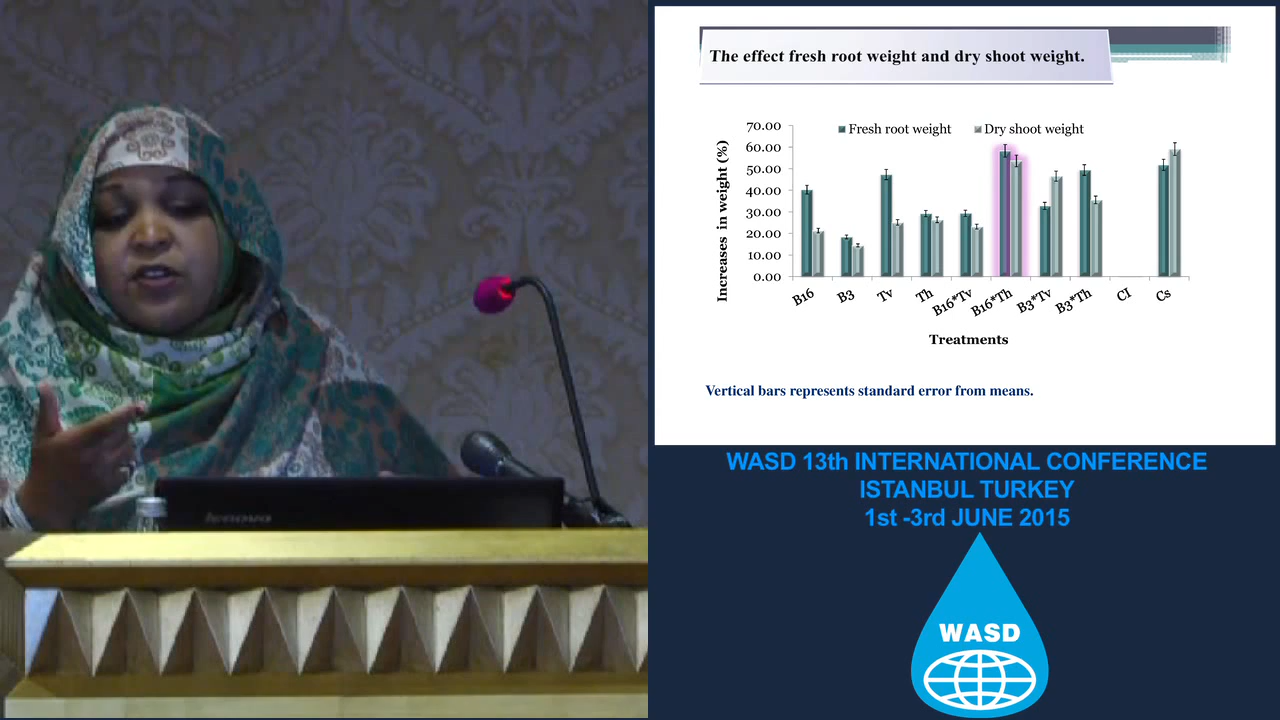 The effect fresh root weight and dry shoot weight.
Fresh root weight
Dry shoot weight
Increases in weight (%)
70.00
60.00
50.00
40.00
30.00
20.00
10.00
0.00
B16
B3
Tv
Th
B16*Tv
B16*Th
B3*Tv
B3*Th
CI
Cs
Treatments
Vertical bars represents standard error from means.
WASD 13th INTERNATIONAL CONFERENCE
ISTANBUL TURKEY
1st -3rd JUNE 2015
WASD
lenovo